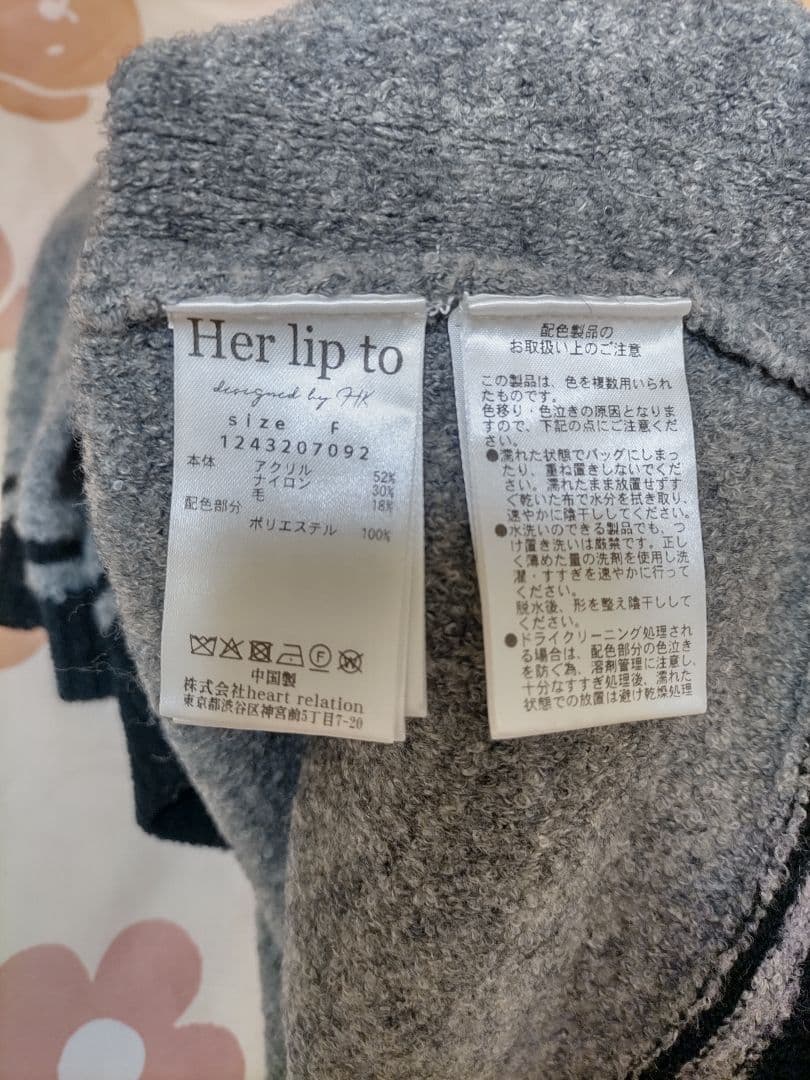 Her lip to
designed by HK
size F
1243207092
本体 アクリル 52%
ナイロン 30%
毛 18%
配色部分
ポリエステル 100%
F
中国製
株式会社heart relation
東京都渋谷区神宮前5丁目7-20
配色製品の
お取扱い上のご注意
この製品は、色を複数用いられ
たものです。
色移り・色泣きの原因となりま
すので、下記の点にご注意くだ
さい。
●濡れた状態でバッグにしまっ
たり、重ね置きしないでくだ
さい。濡れたまま放置せずす
ぐ乾いた布で水分を拭き取り、
速やかに陰干ししてください。
●水洗いのできる製品でも、つ
け置き洗いは厳禁です。正し
く薄めた量の洗剤を使用し洗
濯・すすぎを速やかに行って
ください。
脱水後、形を整え陰干しして
ください。
●ドライクリーニング処理され
る場合は、配色部分の色泣き
を防ぐ為、溶剤管理に注意し、
十分なすすぎ処理後、濡れた
状態での放置は避け乾燥処理